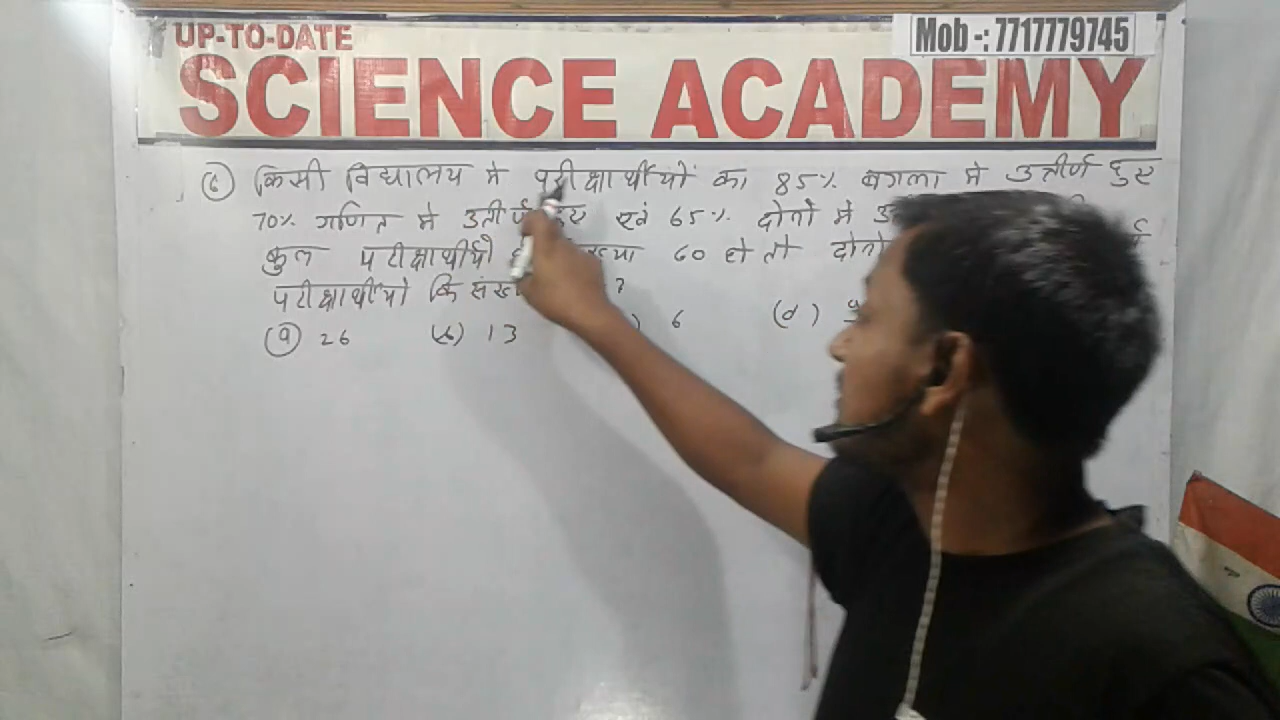 UP-TO-DATE
Mob -: 7717779745
SCIENCE ACADEMY
(6) किसी विद्यालय मे परीक्षार्थीयों का 85% बगला मे उत्तीर्ण हुए
70% गणित मे उतीर्ण हुए एवं 65% दोनो मे
कुल परीक्षार्थीयो 60 हो तो दोनो
परीक्षार्थीयो कि संख्या ?
(a) 26 (b) 13 6 (d)